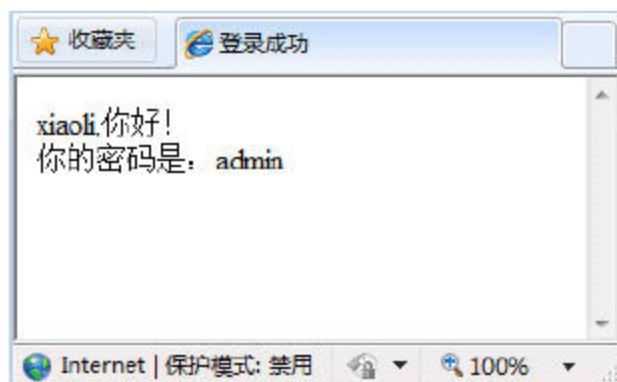 收藏夹 登录成功
xiaoli,你好！
你的密码是：admin
Internet | 保护模式: 禁用 100%